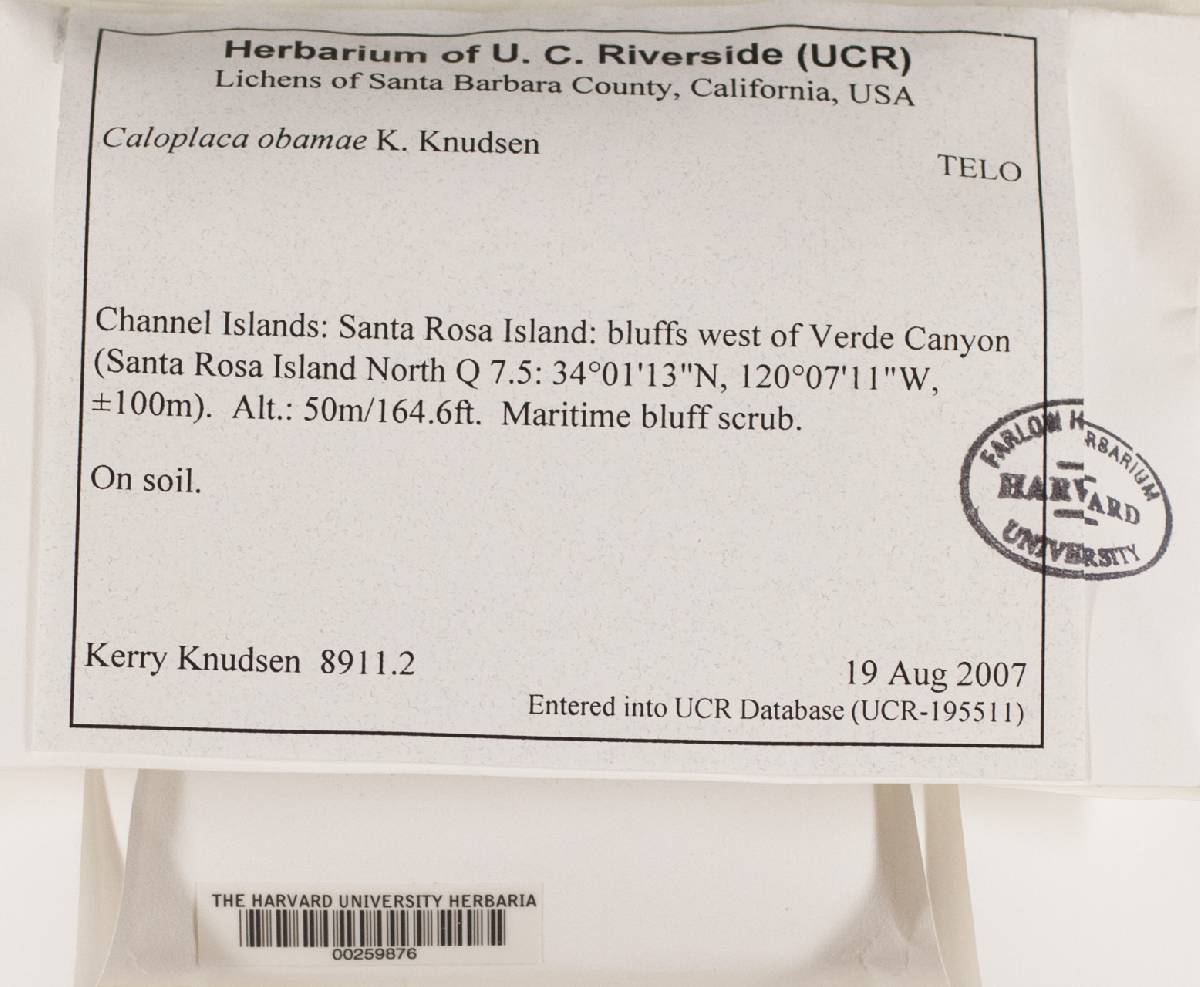 Herbarium of U. C. Riverside (UCR)
Lichens of Santa Barbara County, California, USA
Caloplaca obamae K. Knudsen
TELO
Channel Islands: Santa Rosa Island: bluffs west of Verde Canyon
(Santa Rosa Island North Q 7.5: 34°01'13"N, 120°07'11"W,
±100m). Alt.: 50m/164.6ft. Maritime bluff scrub.
FARLOW HERBARIUM
HARVARD
UNIVERSITY
On soil.
Kerry Knudsen 8911.2
19 Aug 2007
Entered into UCR Database (UCR-195511)
THE HARVARD UNIVERSITY HERBARIA
00259876